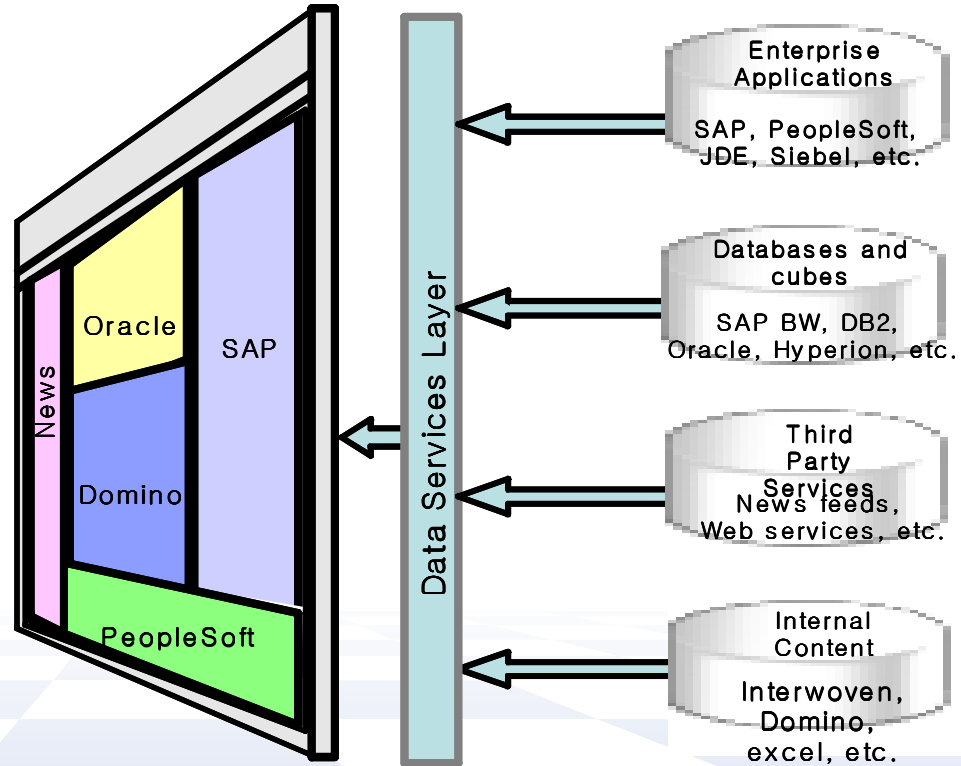 News
Oracle
Domino
SAP
PeopleSoft
Data Services Layer
Enterprise
Applications
SAP, PeopleSoft,
JDE, Siebel, etc.
Databases and
cubes
SAP BW, DB2,
Oracle, Hyperion, etc.
Third
Party
Services
News feeds,
Web services, etc.
Internal
Content
Interwoven,
Domino,
excel, etc.